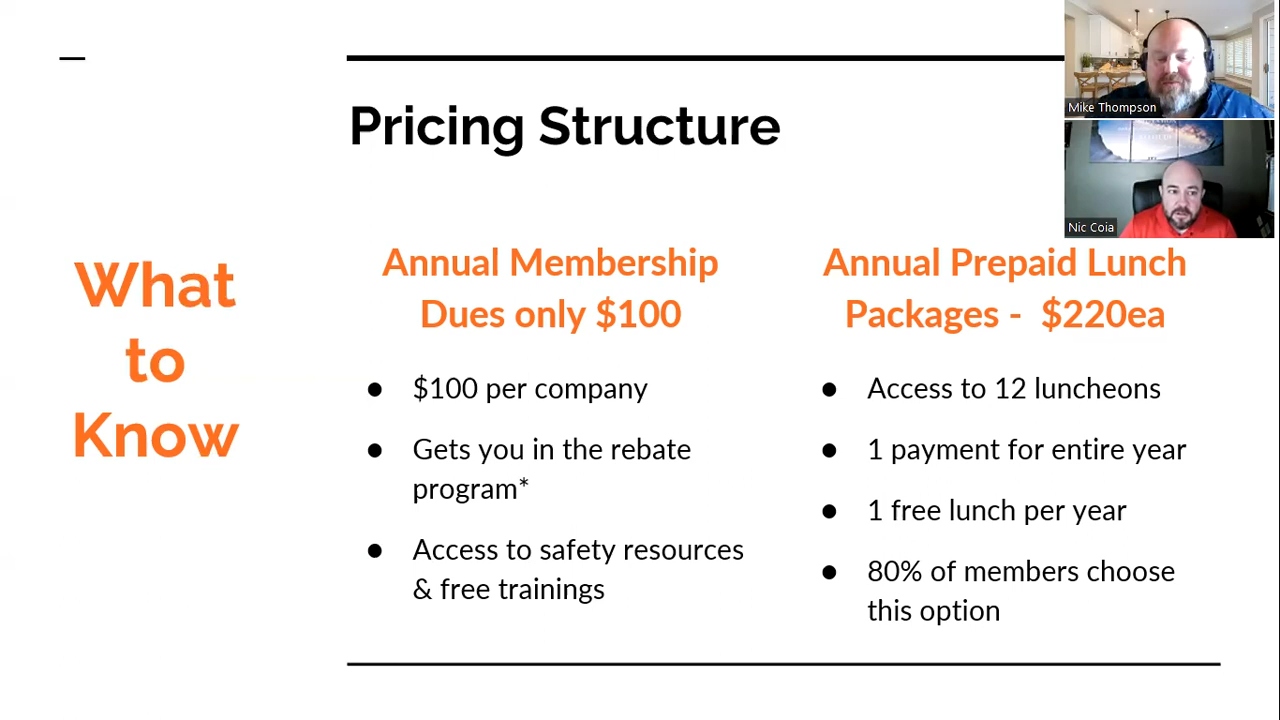 Pricing Structure
What
to
Know
Annual Membership
Dues only $100
● $100 per company
● Gets you in the rebate
program*
● Access to safety resources
& free trainings
Annual Prepaid Lunch
Packages - $220ea
● Access to 12 luncheons
● 1 payment for entire year
● 1 free lunch per year
● 80% of members choose
this option
Mike Thompson
Nic Coia